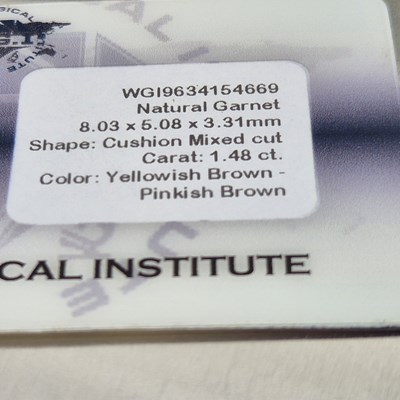 WGI9634154669
Natural Garnet
8.03 x 5.08 x 3.31mm
Shape: Cushion Mixed cut
Carat: 1.48 ct.
Color: Yellowish Brown -
Pinkish Brown
CAL INSTITUTE